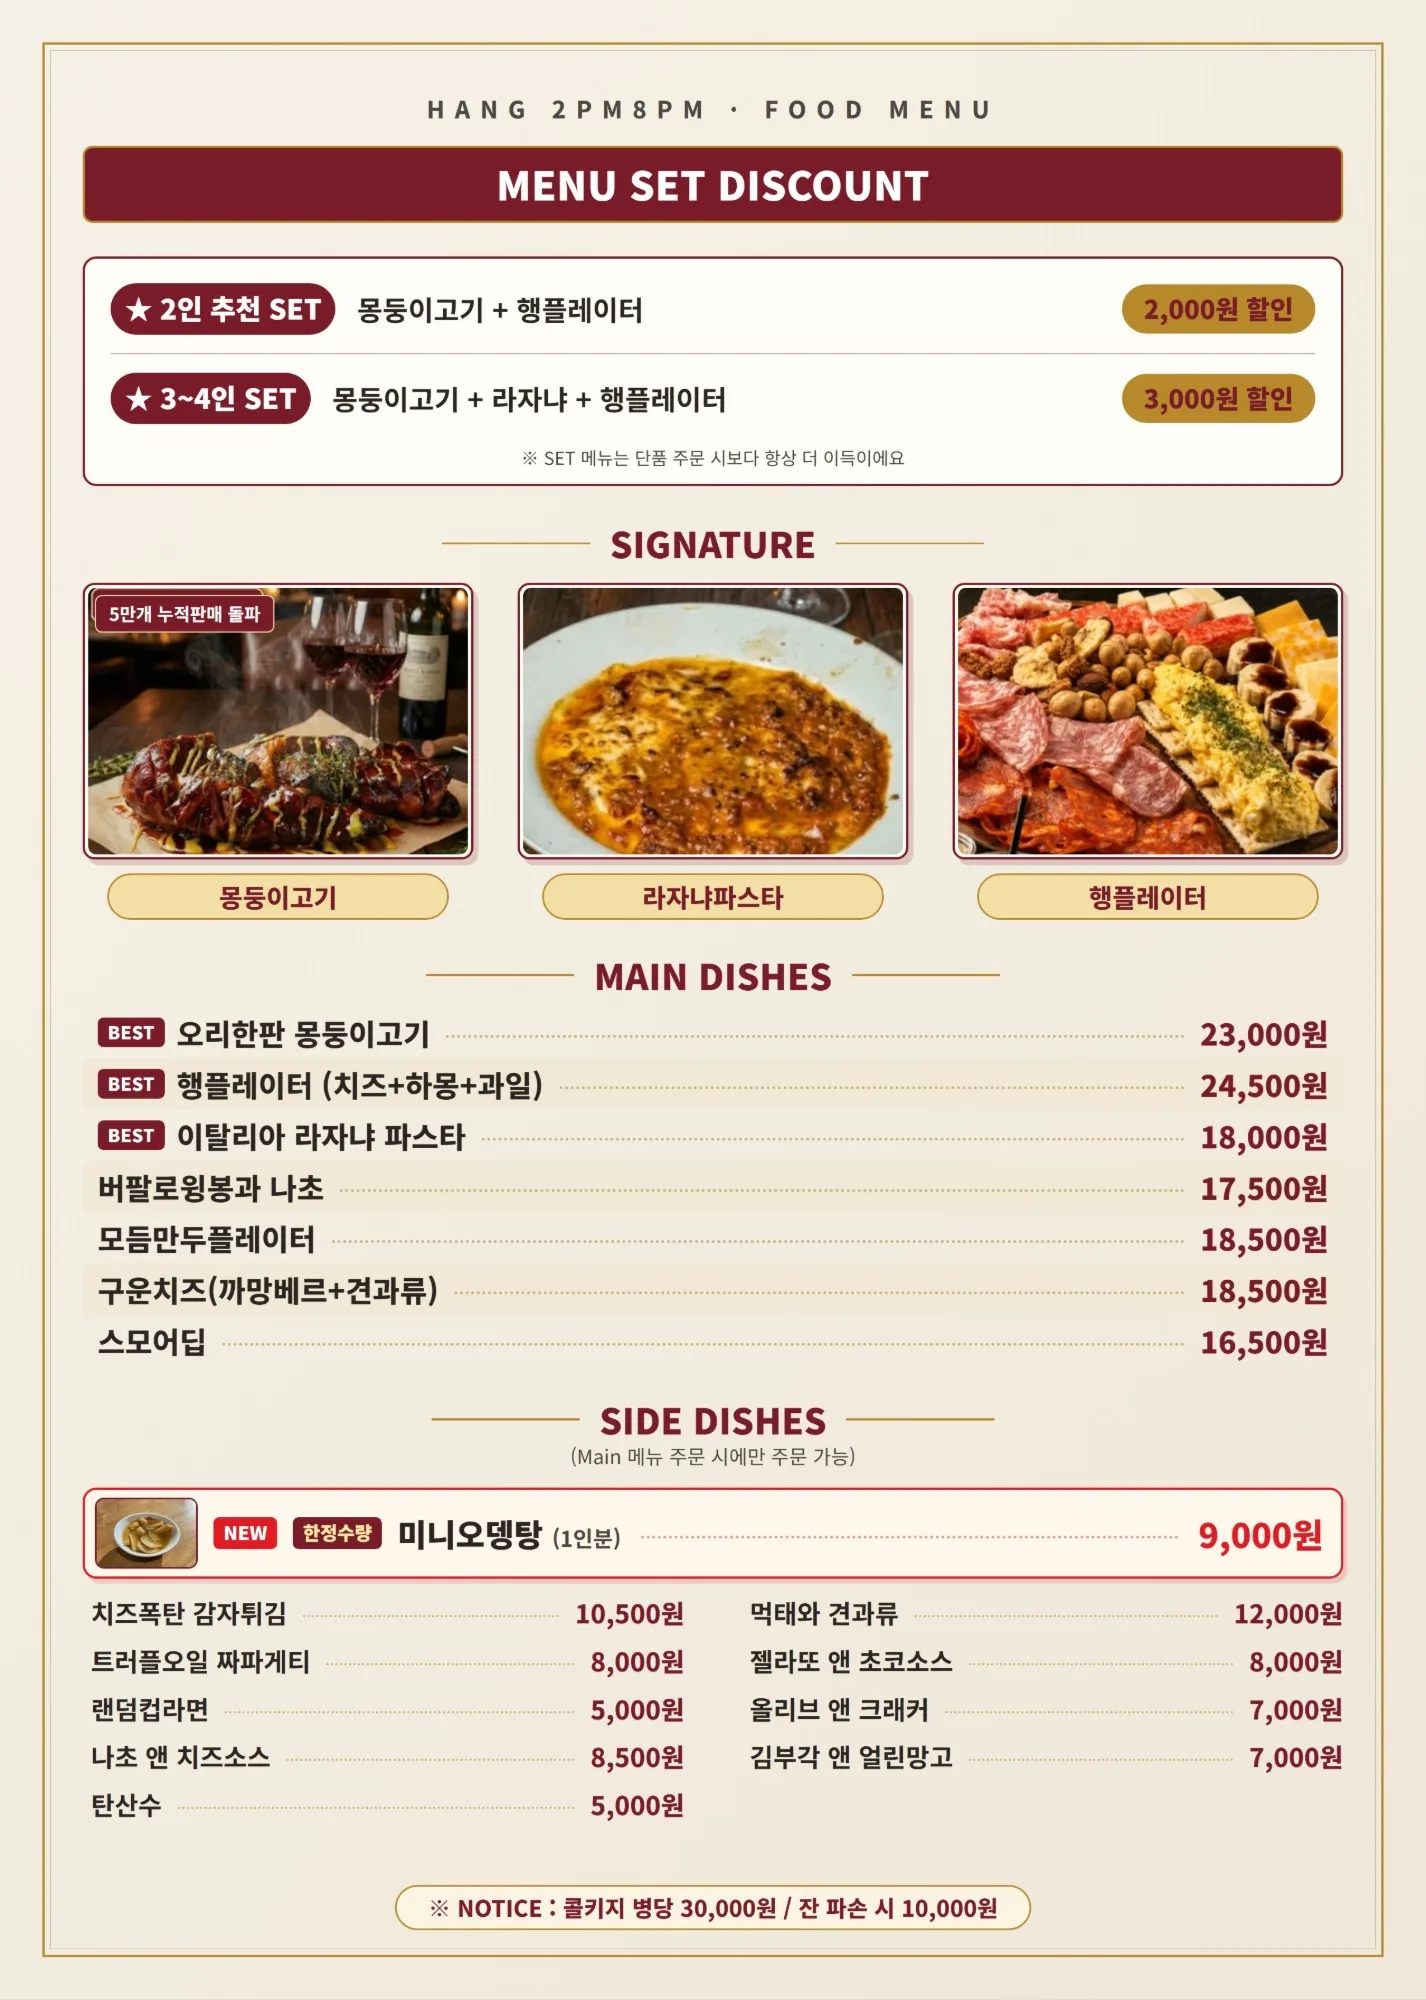 HANG 2PM8PM · FOOD MENU
MENU SET DISCOUNT
★ 2인 추천 SET 몽둥이고기 + 행플레이터 2,000원 할인
★ 3~4인 SET 몽둥이고기 + 라자냐 + 행플레이터 3,000원 할인
※ SET 메뉴는 단품 주문 시보다 항상 더 이득이에요
SIGNATURE
5만개 누적판매 돌파
몽둥이고기
라자냐파스타
행플레이터
MAIN DISHES
BEST 오리한판 몽둥이고기 23,000원
BEST 행플레이터 (치즈+하몽+과일) 24,500원
BEST 이탈리아 라자냐 파스타 18,000원
버팔로윙봉과 나초 17,500원
모듬만두플레이터 18,500원
구운치즈(까망베르+견과류) 18,500원
스모어딥 16,500원
SIDE DISHES
(Main 메뉴 주문 시에만 주문 가능)
NEW 한정수량 미니오뎅탕 (1인분) 9,000원
치즈폭탄 감자튀김 10,500원
트러플오일 짜파게티 8,000원
랜덤컵라면 5,000원
나초 앤 치즈소스 8,500원
탄산수 5,000원
먹태와 견과류 12,000원
젤라또 앤 초코소스 8,000원
올리브 앤 크래커 7,000원
김부각 앤 얼린망고 7,000원
※ NOTICE : 콜키지 병당 30,000원 / 잔 파손 시 10,000원